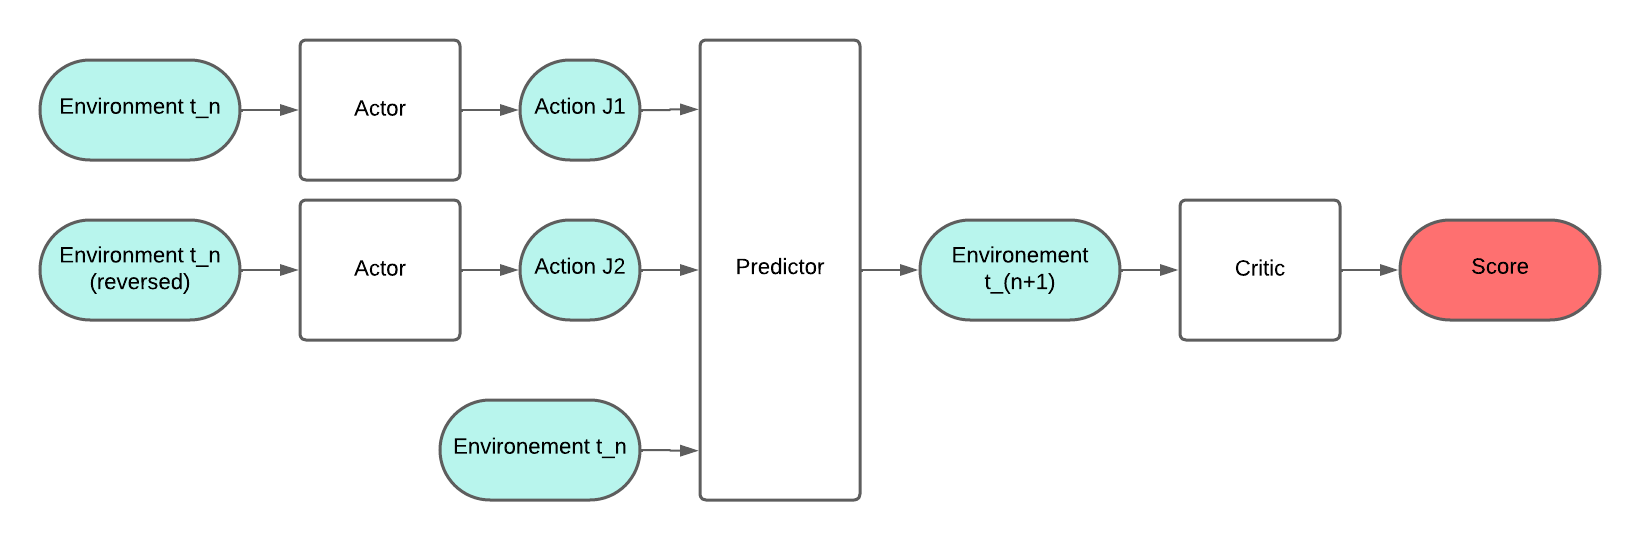 Environment t_n
Actor
Action J1
Environment t_n
(reversed)
Actor
Action J2
Predictor
Environement
t_(n+1)
Critic
Score
Environement t_n